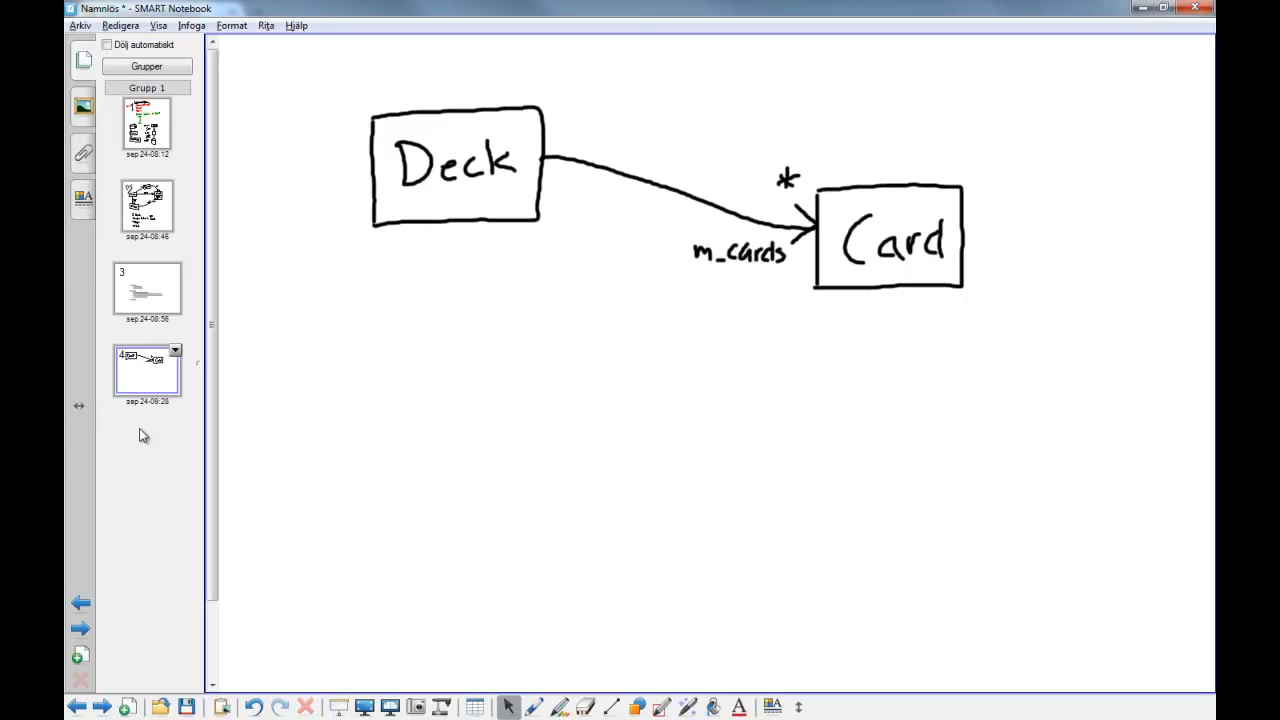 Namnlös * - SMART Notebook
Arkiv Redigera Visa Infoga Format Rita Hjälp
Dölj automatiskt
Grupper
Grupp 1
sep 24-08:12
sep 24-08:46
3
sep 24-08:56
4
sep 24-09:28
Deck
*
m_cards
Card